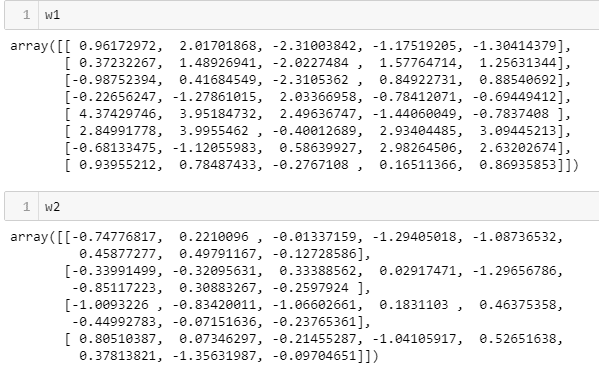 1 w1
array([[ 0.96172972,  2.01701868, -2.31003842, -1.17519205, -1.30414379],
       [ 0.37232267,  1.48926941, -2.0227484 ,  1.57764714,  1.25631344],
       [-0.98752394,  0.41684549, -2.3105362 ,  0.84922731,  0.88540692],
       [-0.22656247, -1.27861015,  2.03366958, -0.78412071, -0.69449412],
       [ 4.37429746,  3.95184732,  2.49636747, -1.44060049, -0.7837408 ],
       [ 2.84991778,  3.9955462 , -0.40012689,  2.93404485,  3.09445213],
       [-0.68133475, -1.12055983,  0.58639927,  2.98264506,  2.63202674],
       [ 0.93955212,  0.78487433, -0.2767108 ,  0.16511366,  0.86935853]])
1 w2
array([[-0.74776817,  0.2210096 , -0.01337159, -1.29405018, -1.08736532,
         0.45877277,  0.49791167, -0.12728586],
       [-0.33991499, -0.32095631,  0.33388562,  0.02917471, -1.29656786,
        -0.85117223,  0.30883267, -0.2597924 ],
       [-1.0093226 , -0.83420011, -1.06602661,  0.1831103 ,  0.46375358,
        -0.44992783, -0.07151636, -0.23765361],
       [ 0.80510387,  0.07346297, -0.21455287, -1.04105917,  0.52651638,
         0.37813821, -1.35631987, -0.09704651]])